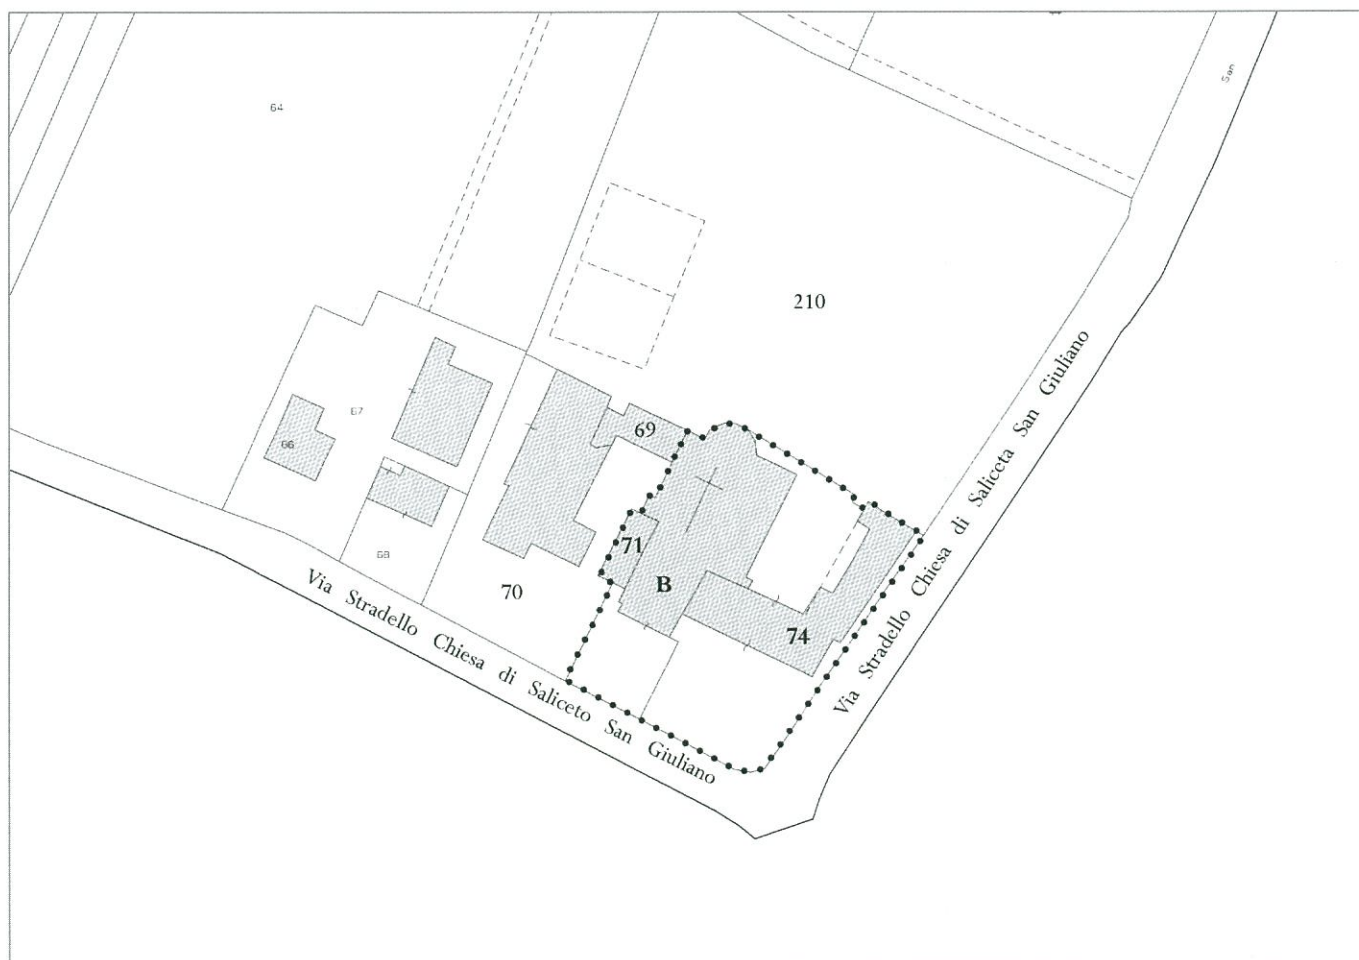 San
64
210
67
66
69
71
68
70
B
74
Via Stradello Chiesa di Saliceto San Giuliano
Via Stradello Chiesa di Saliceta San Giuliano